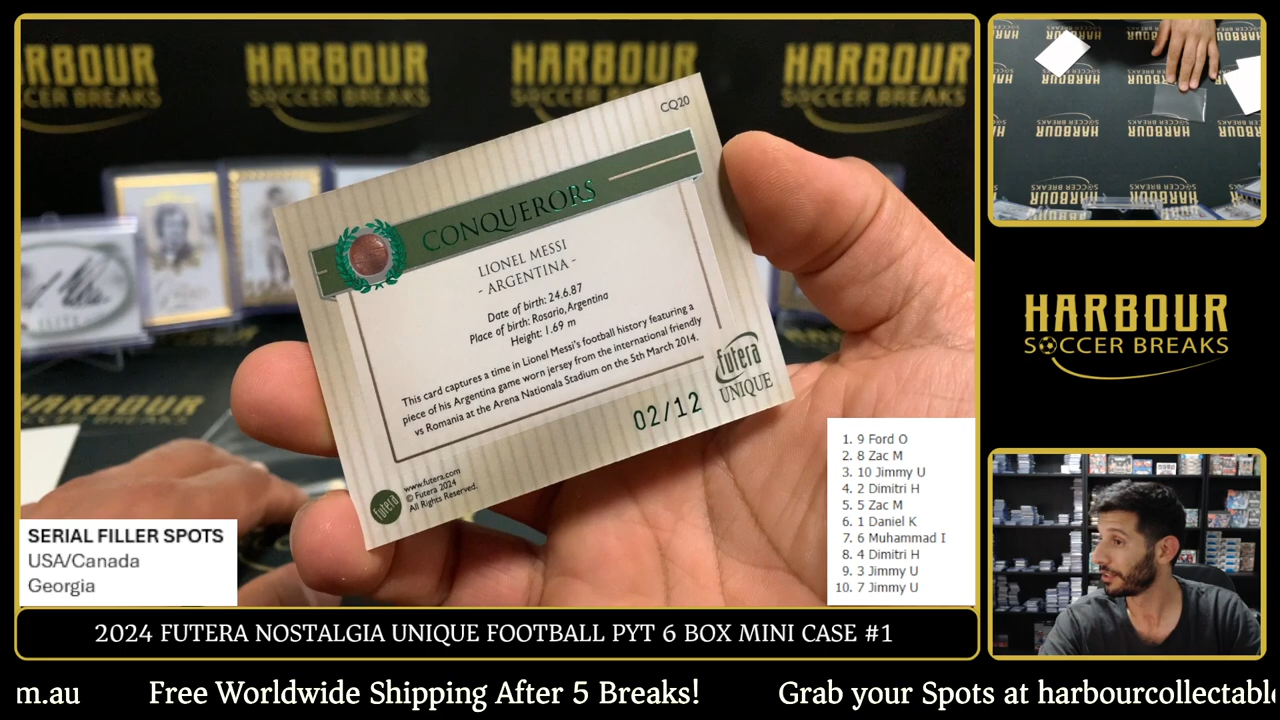 RBOUR
CER BREAKS
HARBOUR
SOCCER BREAKS
HARBOUR
SOCCER BREAKS
HARBOUR
SOCCER BREAKS
CQ20
CONQUERORS
LIONEL MESSI
- ARGENTINA -
Date of birth: 24.6.87
Place of birth: Rosario, Argentina
Height: 1.69 m
This card captures a time in Lionel Messi's football history featuring a
piece of his Argentina game worn jersey from the international friendly
vs Romania at the Arena Nationala Stadium on the 5th March 2014.
futera
UNIQUE
02/12
futera
www.futera.com
© Futera 2024
All Rights Reserved.
SERIAL FILLER SPOTS
USA/Canada
Georgia
1. 9 Ford O
2. 8 Zac M
3. 10 Jimmy U
4. 2 Dimitri H
5. 5 Zac M
6. 1 Daniel K
7. 6 Muhammad I
8. 4 Dimitri H
9. 3 Jimmy U
10. 7 Jimmy U
HARBOUR
SOCCER BREAKS
2024 FUTERA NOSTALGIA UNIQUE FOOTBALL PYT 6 BOX MINI CASE #1
m.au Free Worldwide Shipping After 5 Breaks! Grab your Spots at harbourcollectable